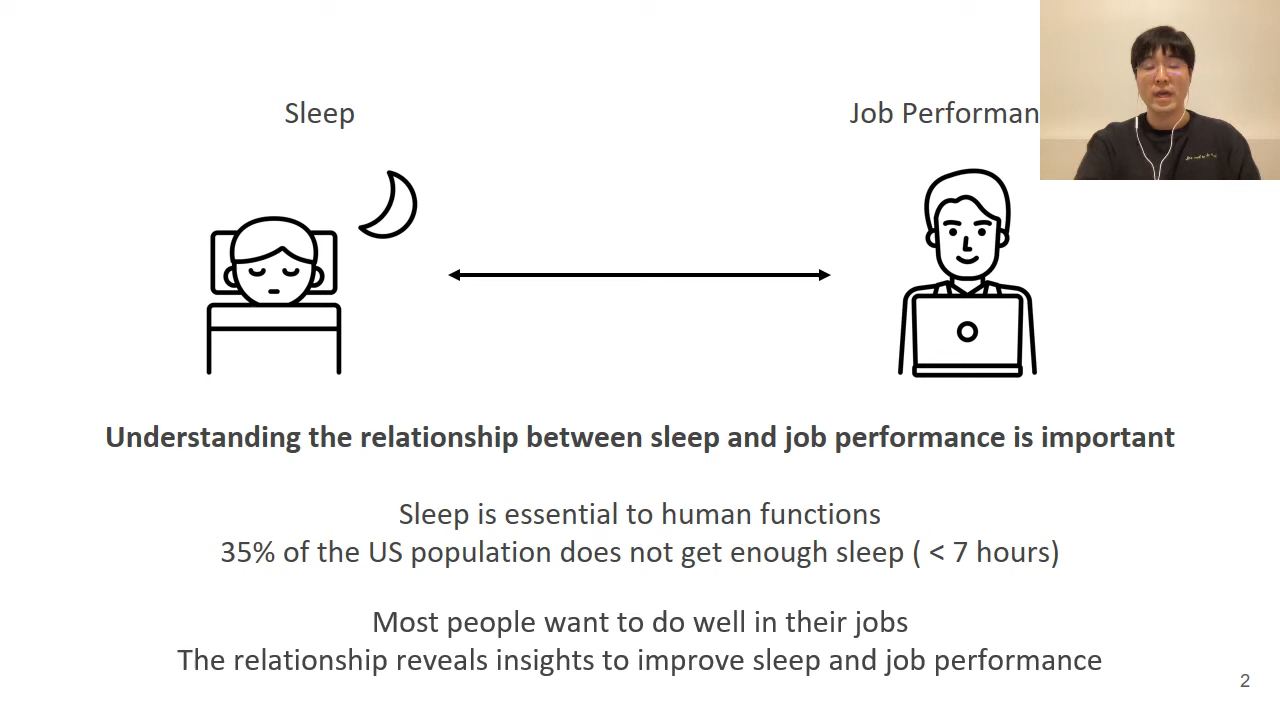 Sleep
Job Performan
Understanding the relationship between sleep and job performance is important
Sleep is essential to human functions
35% of the US population does not get enough sleep ( < 7 hours)
Most people want to do well in their jobs
The relationship reveals insights to improve sleep and job performance
2